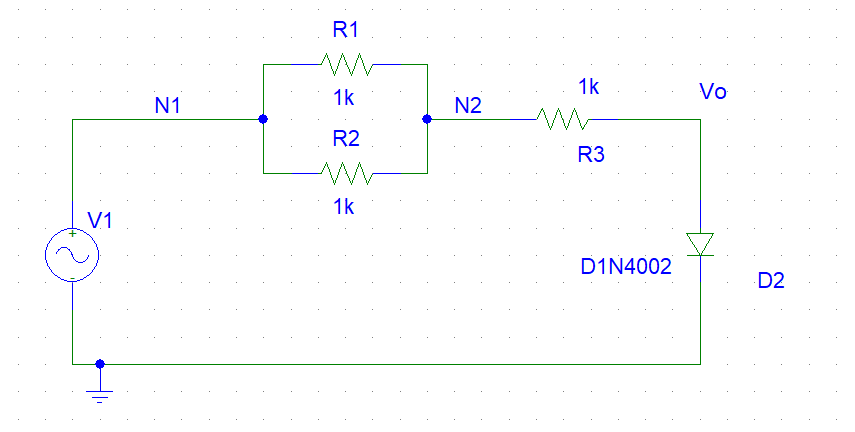 R1
1k
Vo
N1
1k
N2
R2
R3
1k
V1
+
-
D1N4002
D2